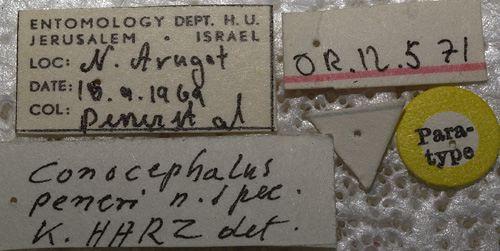 ENTOMOLOGY DEPT. H. U.
JERUSALEM • ISRAEL
LOC: N. Arugot
DATE: 18.9.1969
COL: Pener et al
OR. 12.5 71
Para-
type
Conocephalus
peneri n. spec.
K. HARZ det.